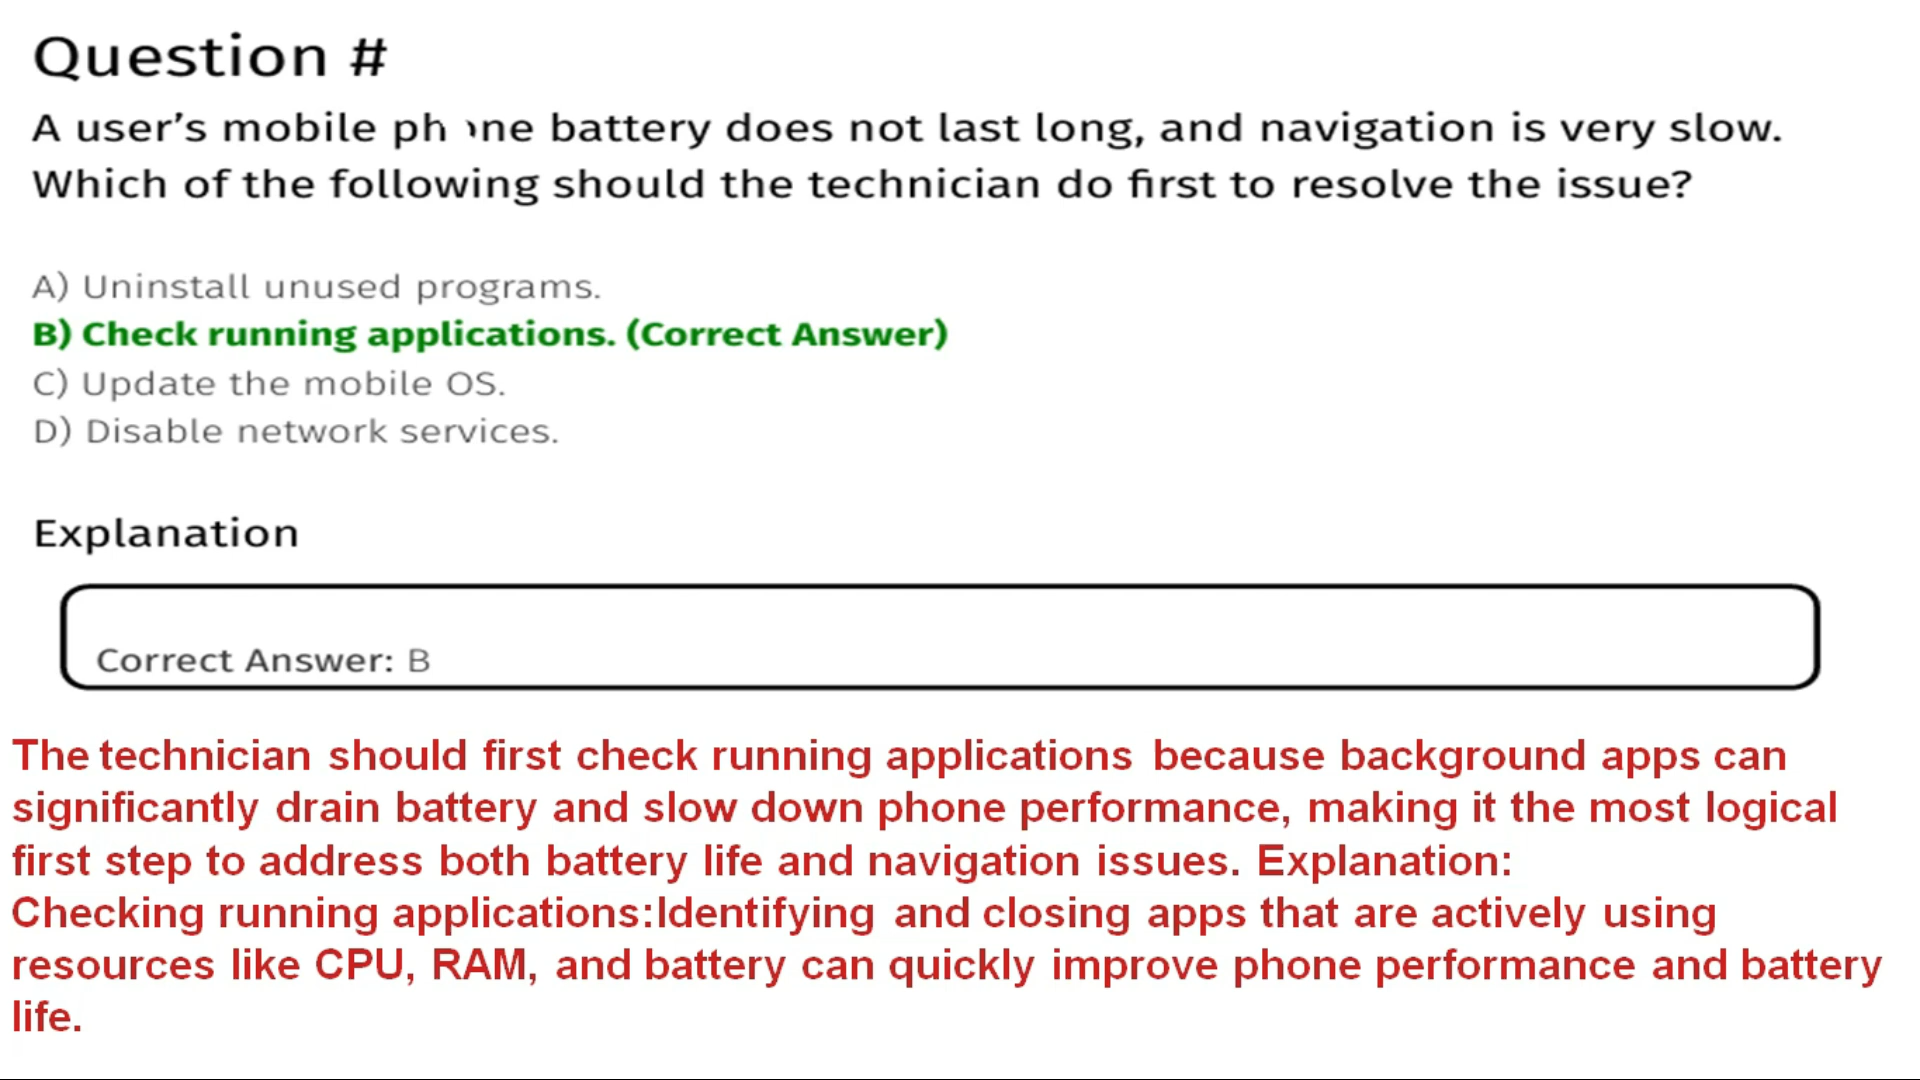 Question #
A user's mobile ph ne battery does not last long, and navigation is very slow.
Which of the following should the technician do first to resolve the issue?
A) Uninstall unused programs.
B) Check running applications. (Correct Answer)
C) Update the mobile OS.
D) Disable network services.
Explanation
Correct Answer: B
The technician should first check running applications because background apps can
significantly drain battery and slow down phone performance, making it the most logical
first step to address both battery life and navigation issues. Explanation:
Checking running applications:Identifying and closing apps that are actively using
resources like CPU, RAM, and battery can quickly improve phone performance and battery
life.